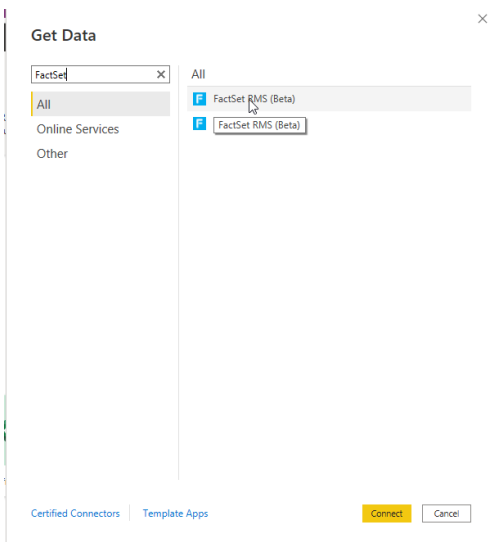 Get Data
FactSet
All
Online Services
Other
All
F FactSet RMS (Beta)
F FactSet RMS (Beta)
Certified Connectors
Template Apps
Connect
Cancel